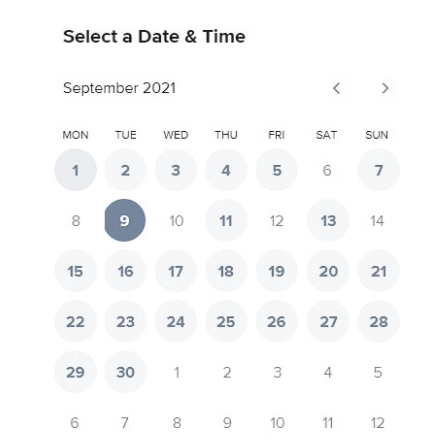 Select a Date & Time
September 2021
MON TUE WED THU FRI SAT SUN
1 2 3 4 5 6 7
8 9 10 11 12 13 14
15 16 17 18 19 20 21
22 23 24 25 26 27 28
29 30 1 2 3 4 5
6 7 8 9 10 11 12